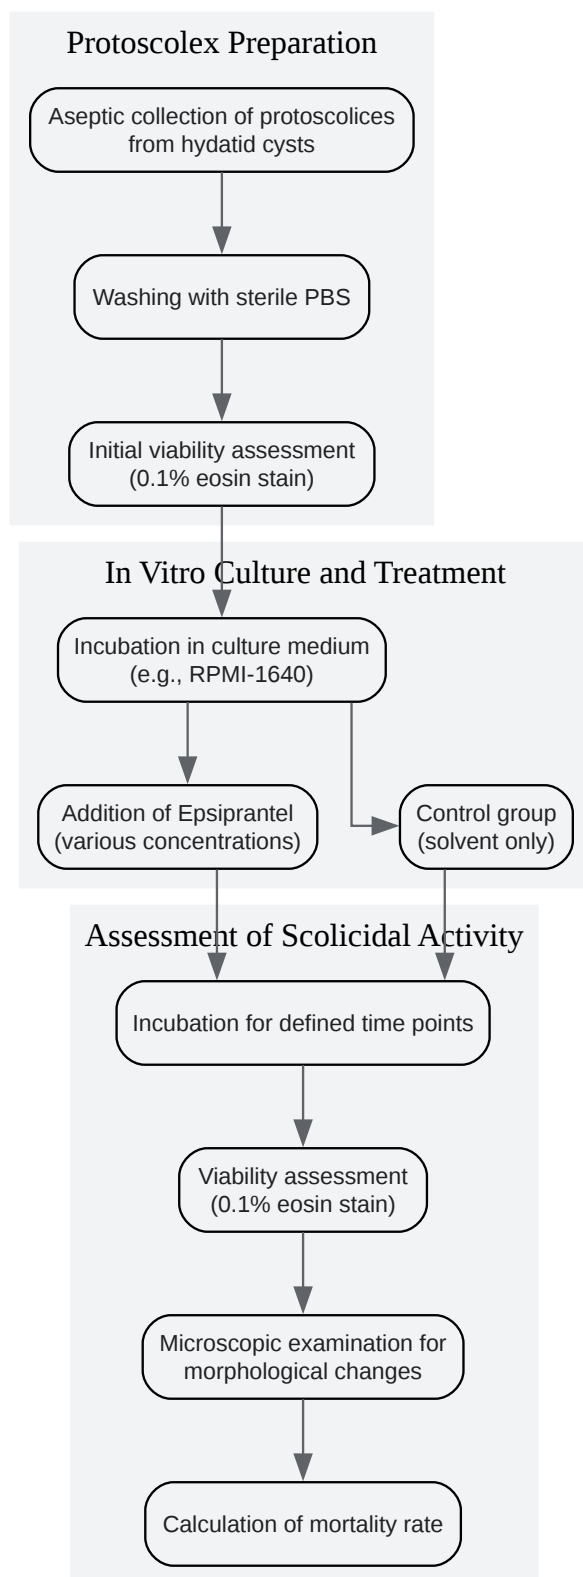 Protoscolex Preparation
Aseptic collection of protoscolices
from hydatid cysts
Washing with sterile PBS
Initial viability assessment
(0.1% eosin stain)
In Vitro Culture and Treatment
Incubation in culture medium
(e.g., RPMI-1640)
Addition of Epsiprantel
(various concentrations)
Control group
(solvent only)
Assessment of Scolicidal Activity
Incubation for defined time points
Viability assessment
(0.1% eosin stain)
Microscopic examination for
morphological changes
Calculation of mortality rate